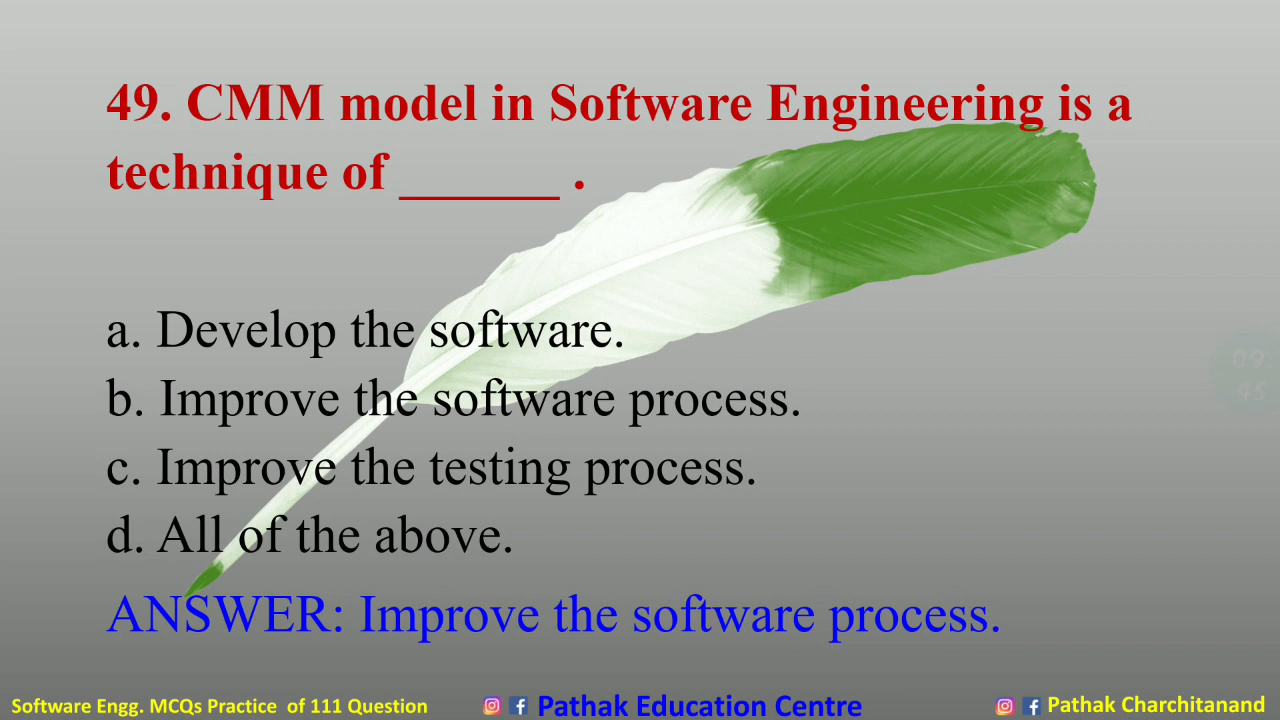 49. CMM model in Software Engineering is a
technique of ______ .
a. Develop the software.
b. Improve the software process.
c. Improve the testing process.
d. All of the above.
ANSWER: Improve the software process.
09
45
Software Engg. MCQs Practice of 111 Question
Pathak Education Centre
Pathak Charchitanand